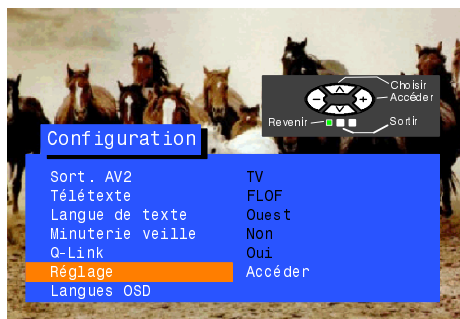 Choisir
Accéder
Revenir
Sortir
Configuration
Sort. AV2 TV
Télétexte FLOF
Langue de texte Ouest
Minuterie veille Non
Q-Link Oui
Réglage Accéder
Langues OSD